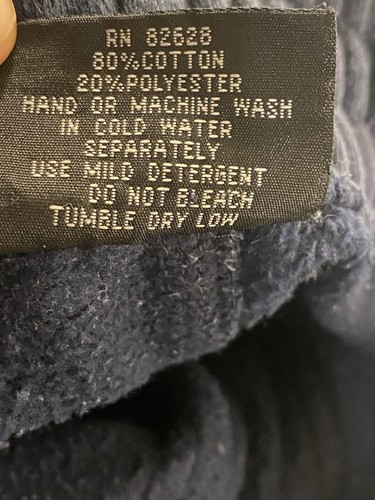 RN 82628
80%COTTON
20%POLYESTER
HAND OR MACHINE WASH
IN COLD WATER
SEPARATELY
USE MILD DETERGENT
DO NOT BLEACH
TUMBLE DRY LOW